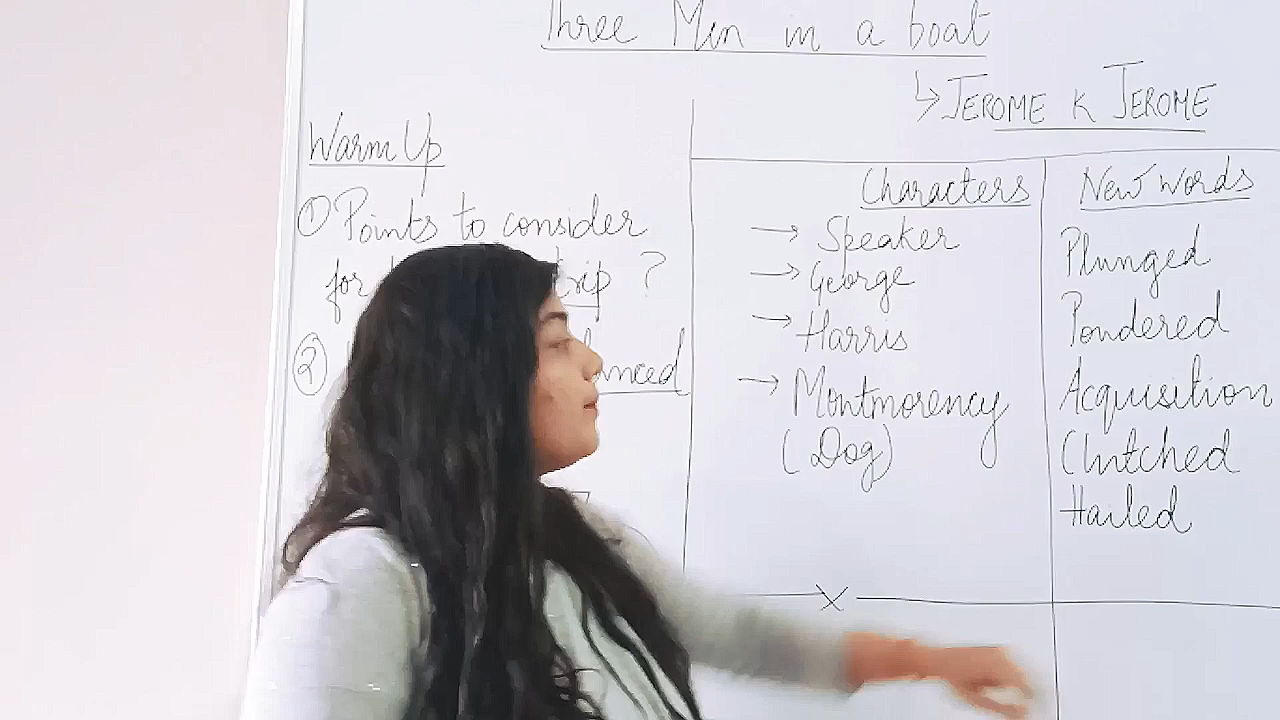 Three Men in a boat
↳ JEROME K JEROME
Warm Up
① Points to consider
for trip ?
②
Characters
→ Speaker
→ George
→ Harris
→ Montmorency
(Dog)
New Words
Plunged
Pondered
Acquisition
Clutched
Hailed